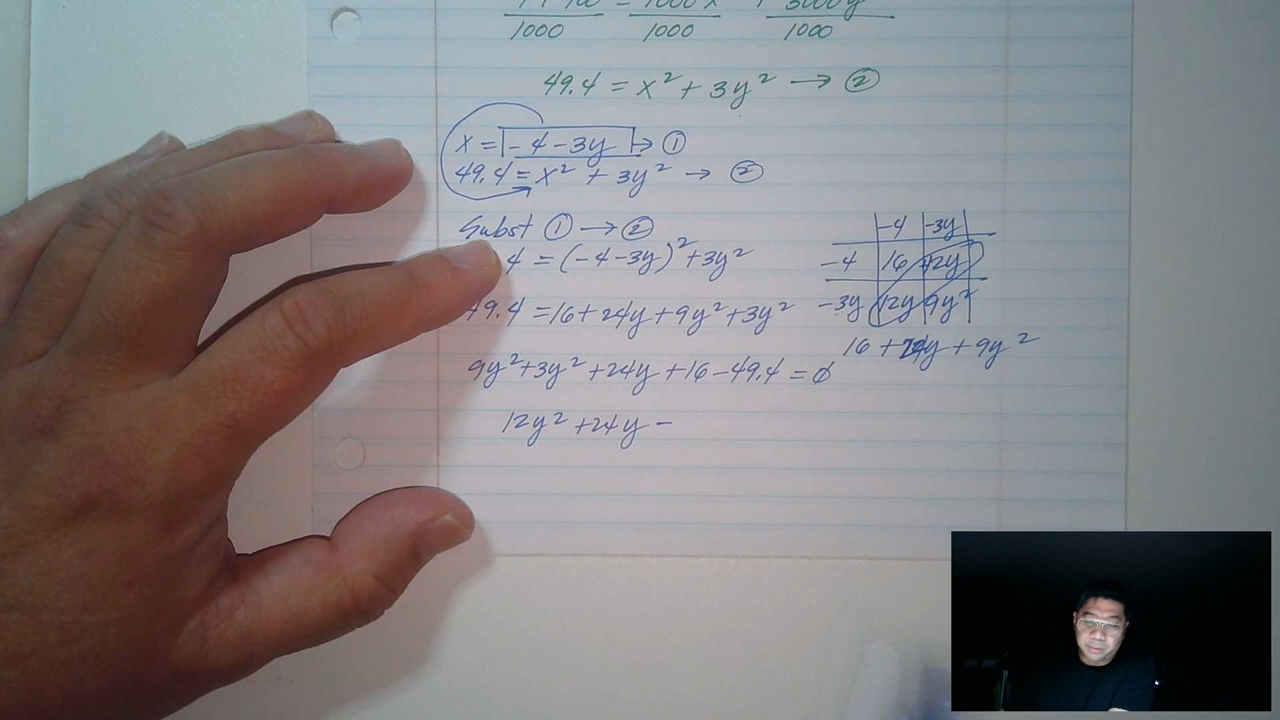 1000 1000 1000
49.4 = x² + 3y² → ②
x = -4-3y → ①
49.4 = x² + 3y² → ②
Subst ① → ②
4 = (-4-3y)² + 3y²
49.4 = 16 + 24y + 9y² + 3y²
9y² + 3y² + 24y + 16 - 49.4 = 0
12y² + 24y -
-4 -3y
-4 16 12y
-3y 12y 9y²
16 + 24y + 9y²